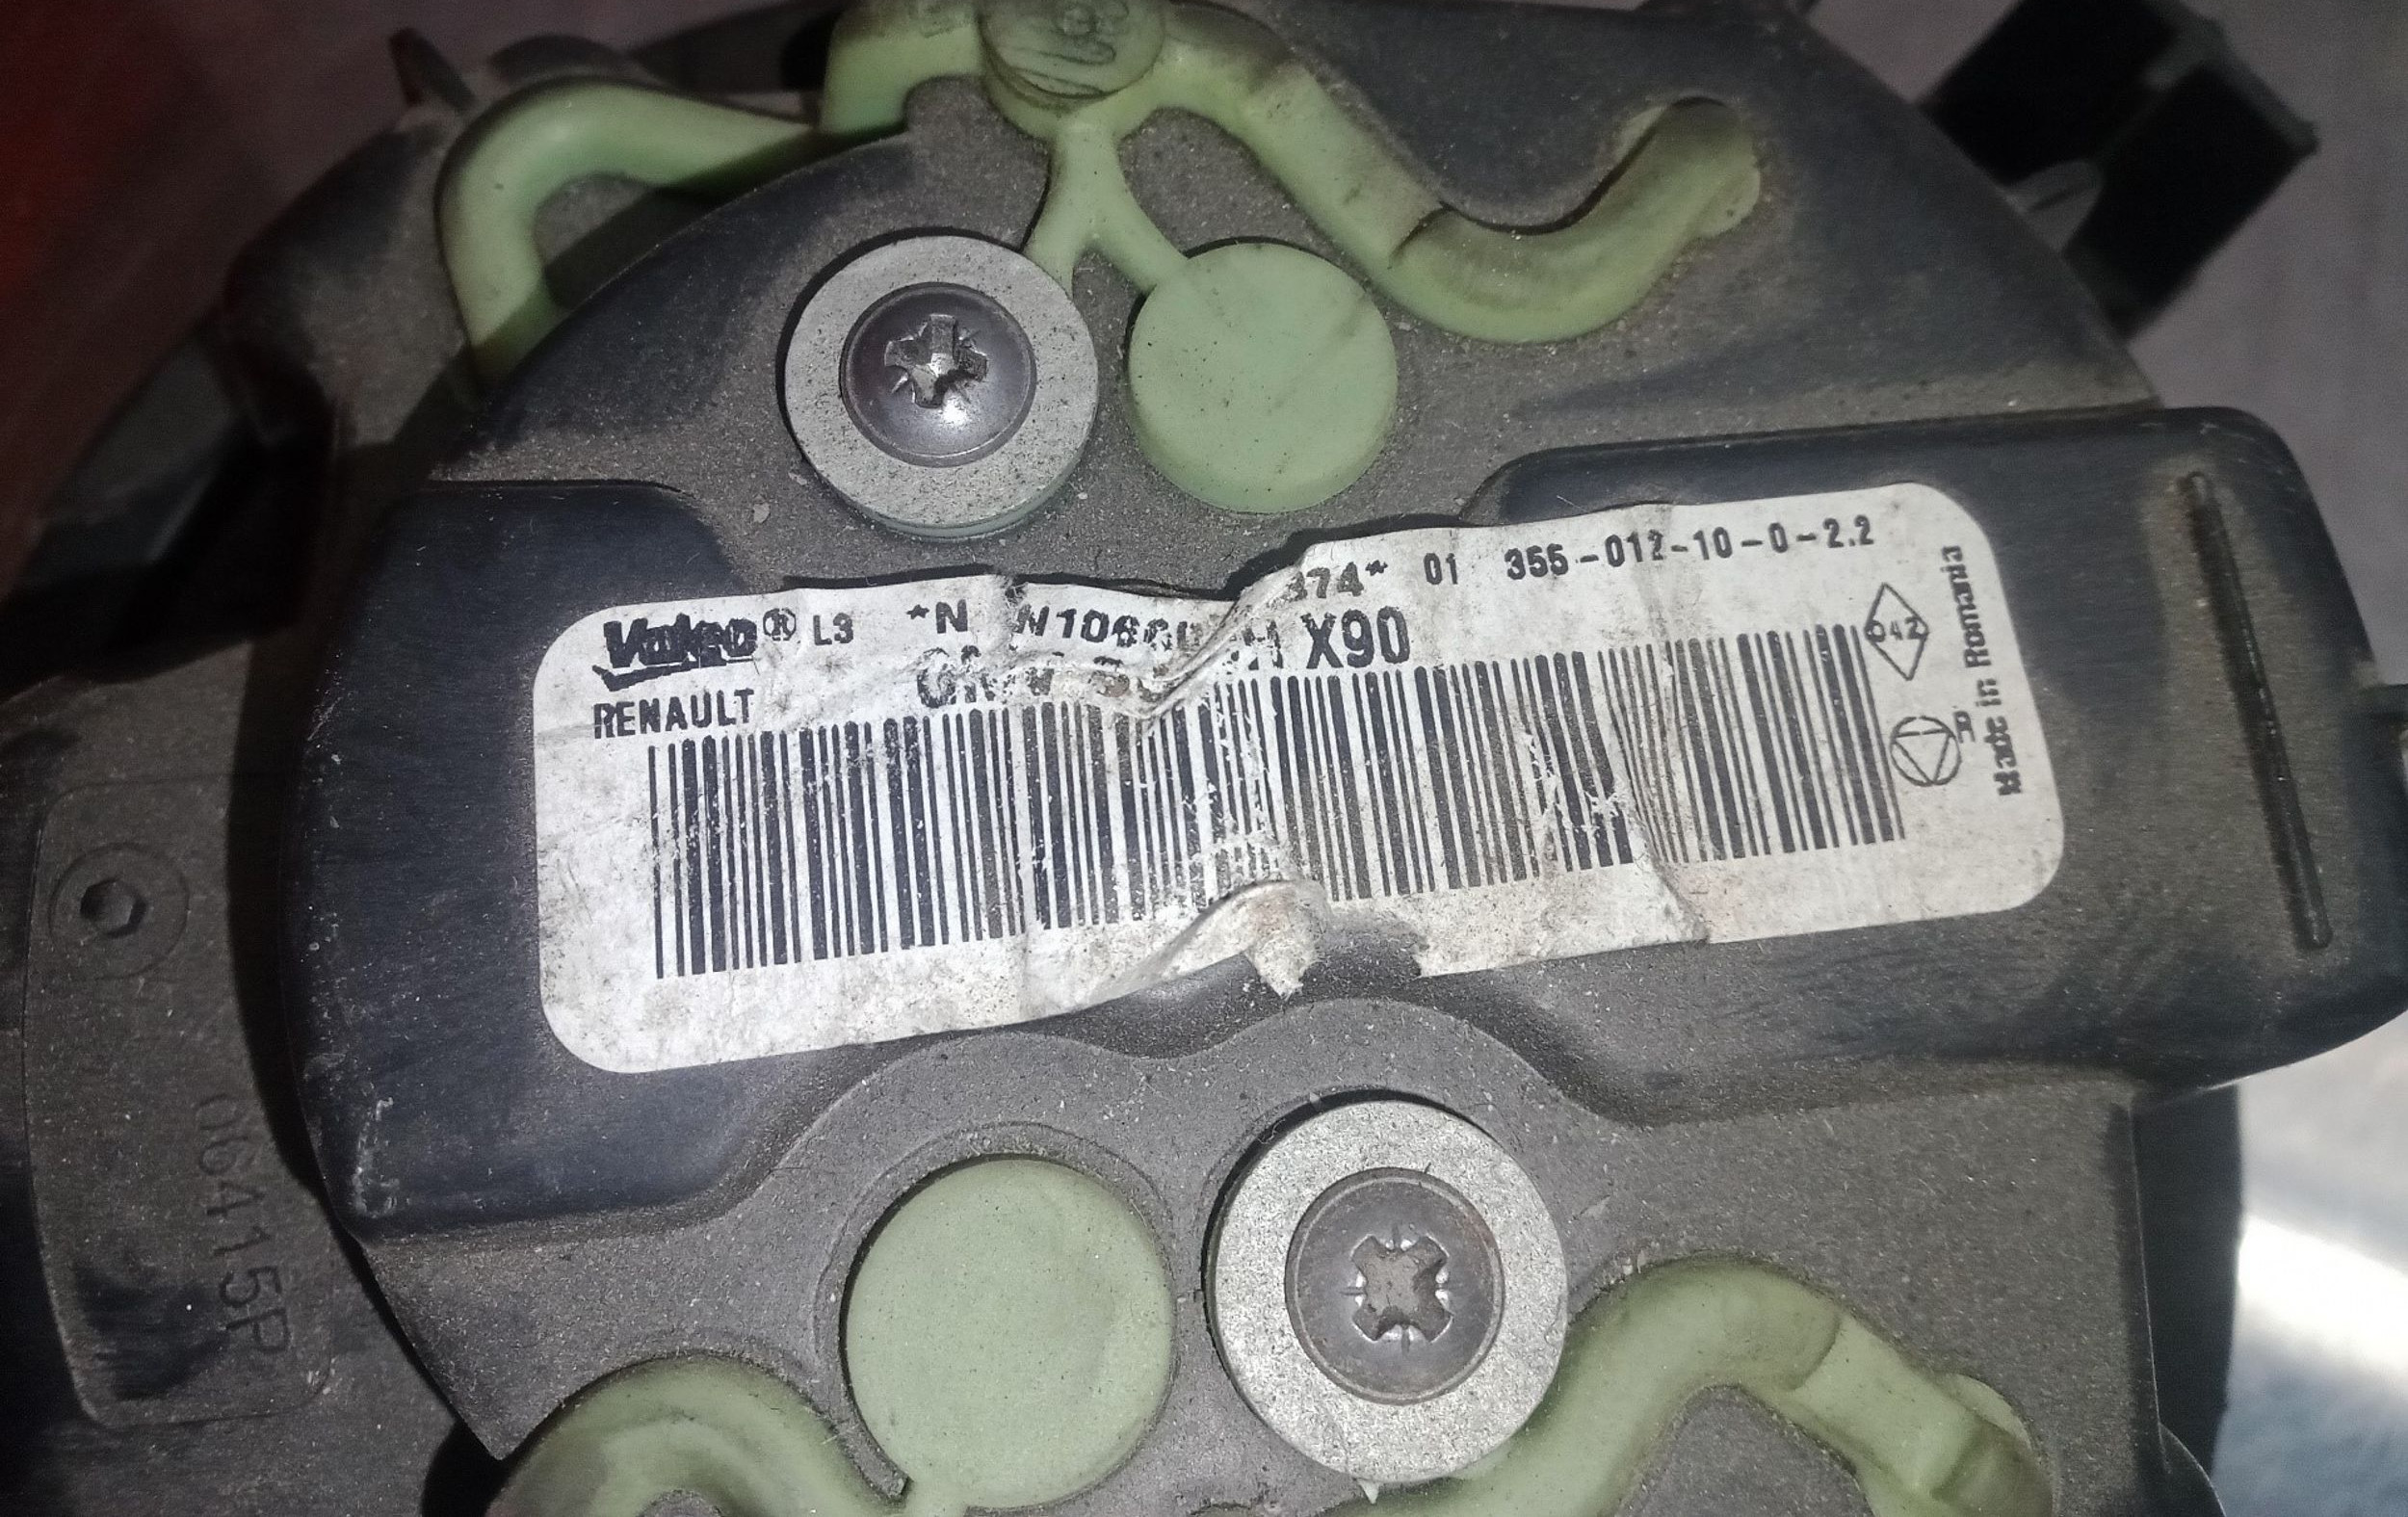 Valeo® L3 *N 374* 01 355-012-10-0-2.2
X90
RENAULT
042
Made in Romania
06415P